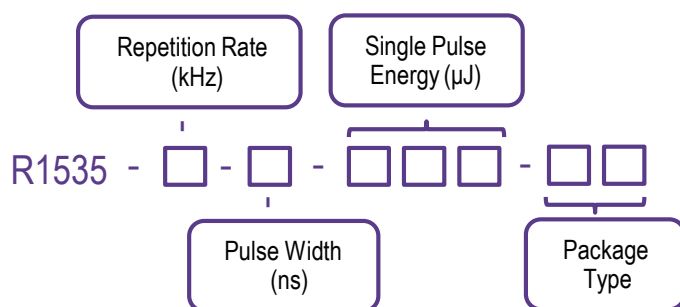 Repetition Rate
(kHz)
Single Pulse
Energy (µJ)
R1535 - - - -
Pulse Width
(ns)
Package
Type